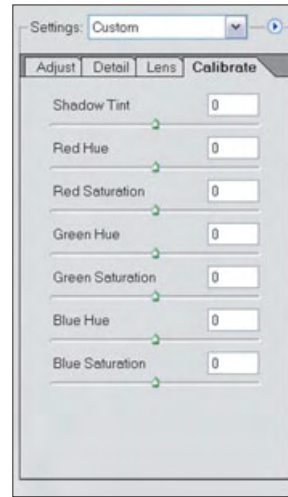 Settings: Custom
Adjust Detail Lens Calibrate
Shadow Tint 0
Red Hue 0
Red Saturation 0
Green Hue 0
Green Saturation 0
Blue Hue 0
Blue Saturation 0